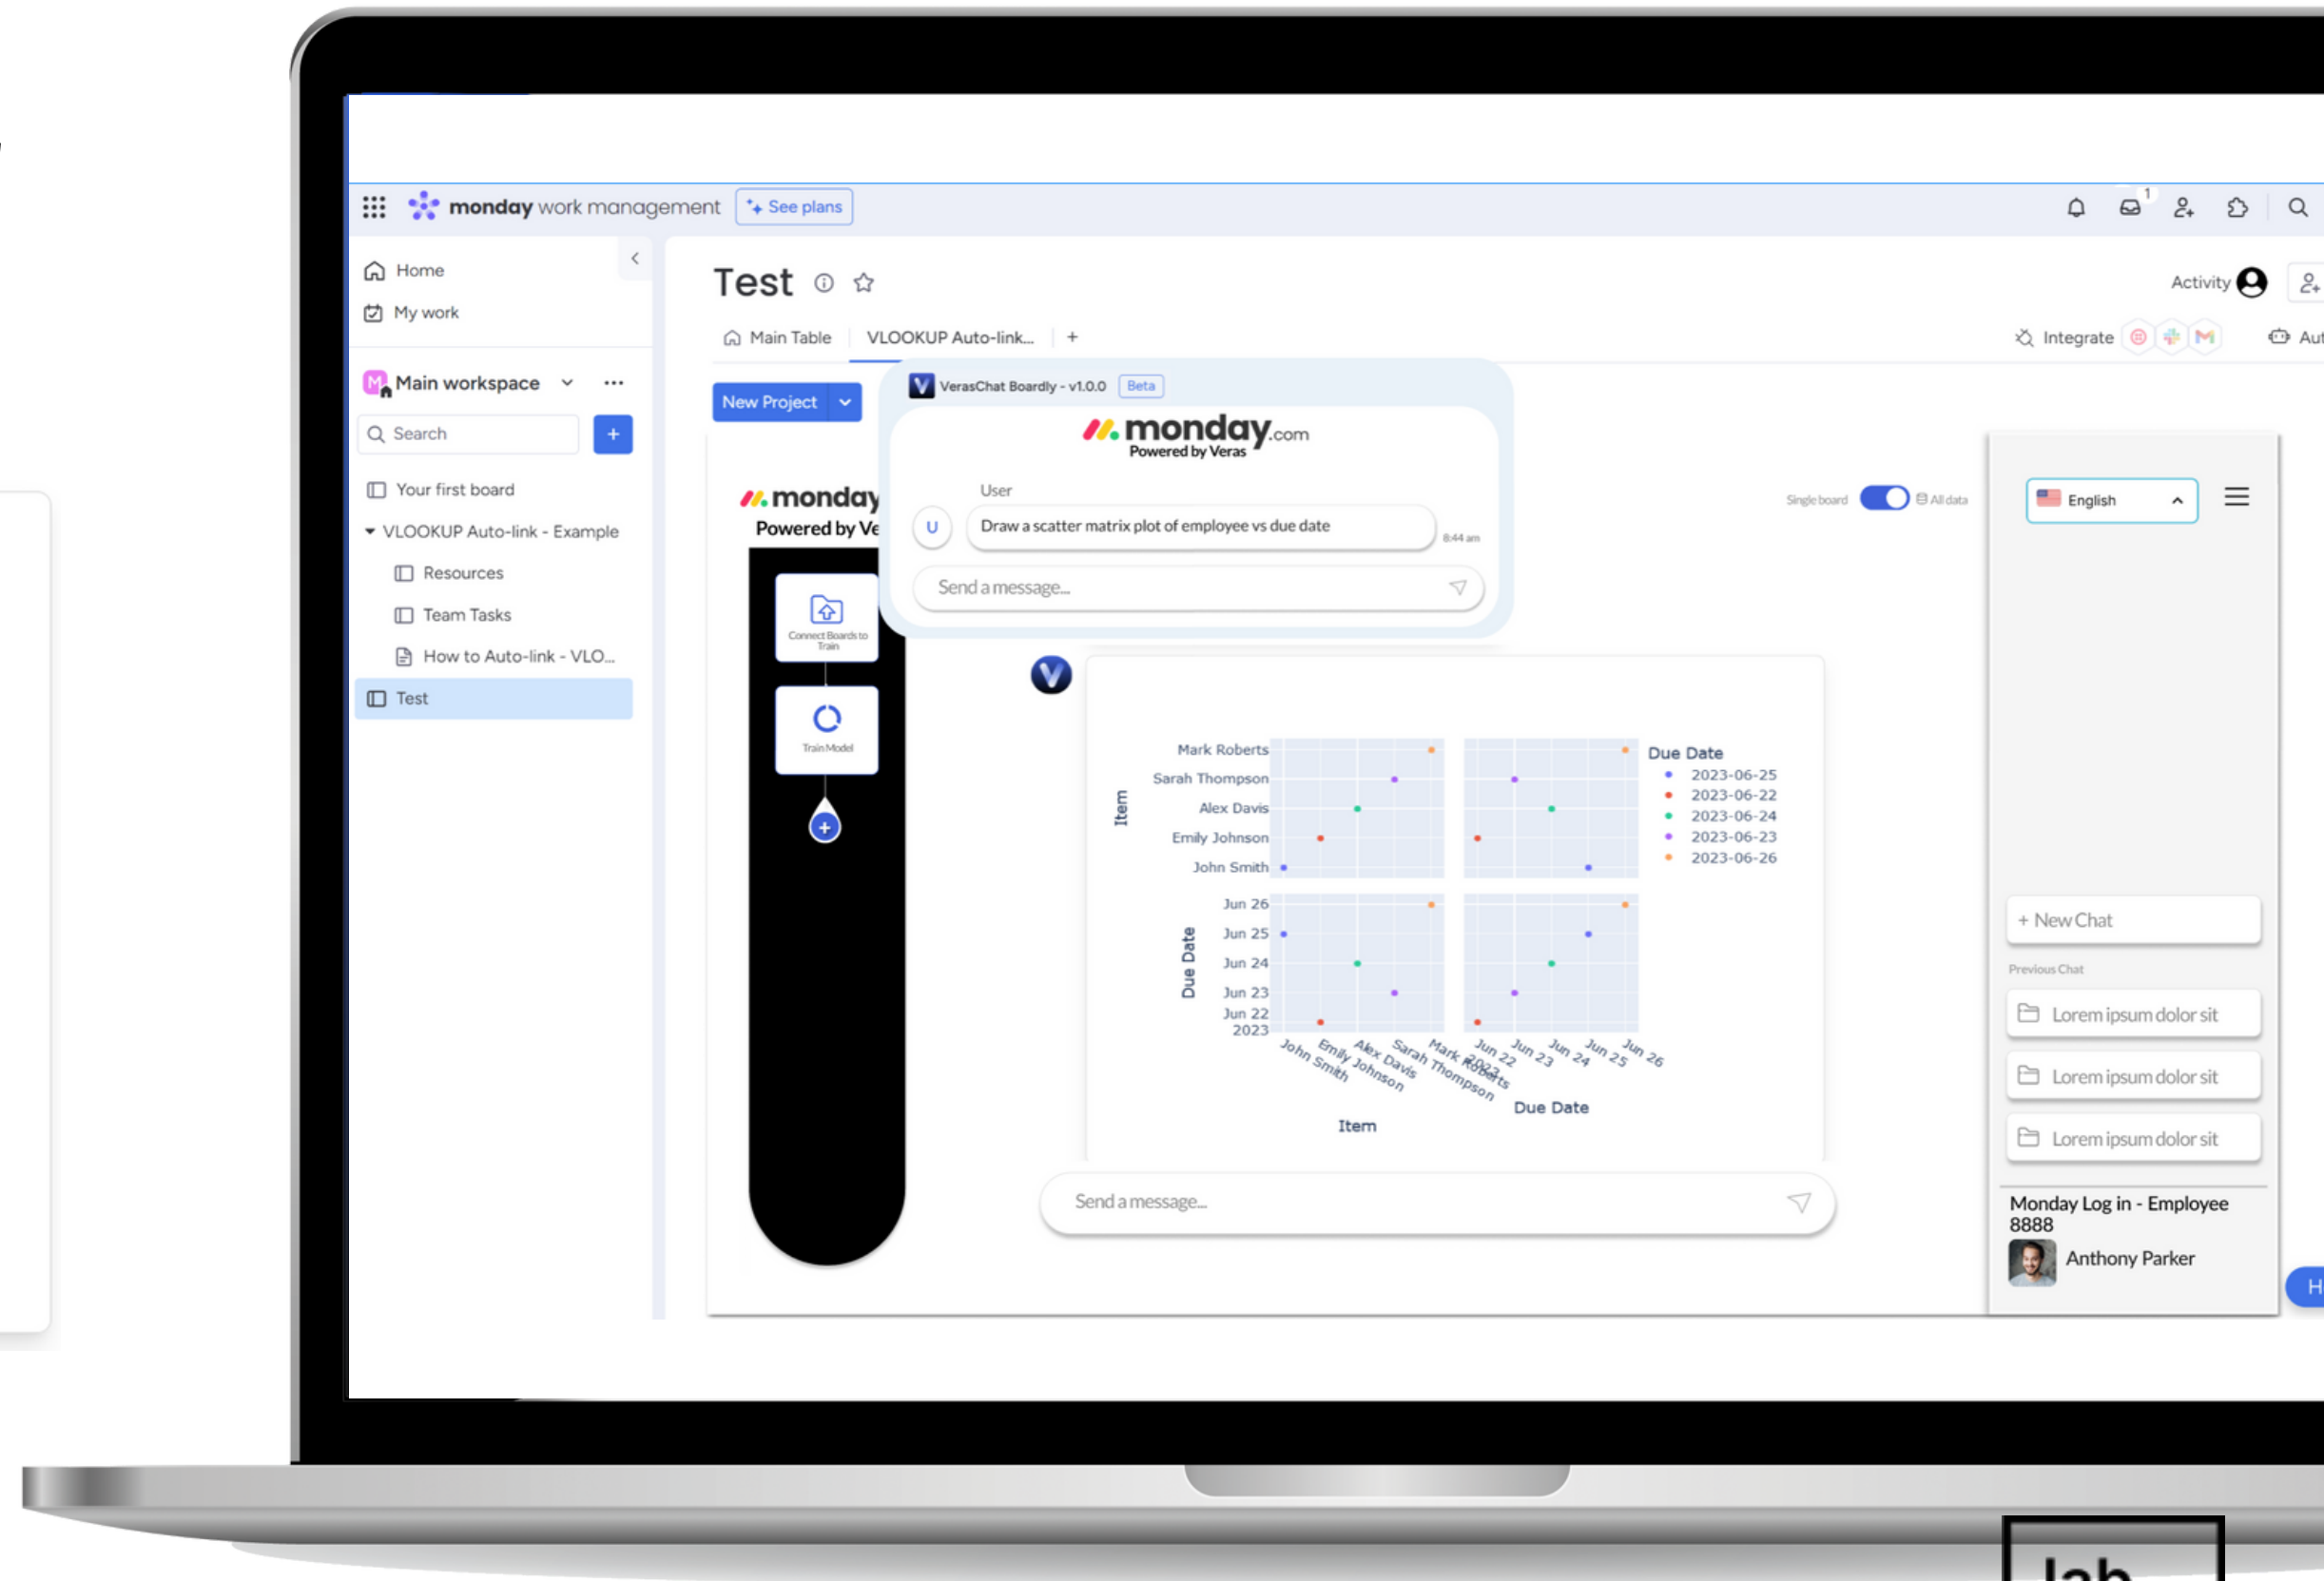 monday work management
See plans
1
Home
My work
Main workspace
Search
+
Your first board
VLOOKUP Auto-link - Example
Resources
Team Tasks
How to Auto-link - VLO...
Test
Test
Activity
Main Table
VLOOKUP Auto-link...
+
Integrate
New Project
VerasChat Boardly - v1.0.0
Beta
monday.com
Powered by Veras
User
U
Draw a scatter matrix plot of employee vs due date
8:44 am
Send a message...
monday
Powered by Ve
Connect Boards to
Train
Train Model
+
Single board
All data
English
V
Item
Mark Roberts
Sarah Thompson
Alex Davis
Emily Johnson
John Smith
Due Date
Jun 26
Jun 25
Jun 24
Jun 23
Jun 22
2023
John Smith
Emily Johnson
Alex Davis
Sarah Thompson
Mark Roberts
Item
Jun 22
2023
Jun 23
Jun 24
Jun 25
Jun 26
Due Date
Due Date
2023-06-25
2023-06-22
2023-06-24
2023-06-23
2023-06-26
Send a message...
+ New Chat
Previous Chat
Lorem ipsum dolor sit
Lorem ipsum dolor sit
Lorem ipsum dolor sit
Monday Log in - Employee
8888
Anthony Parker
lab